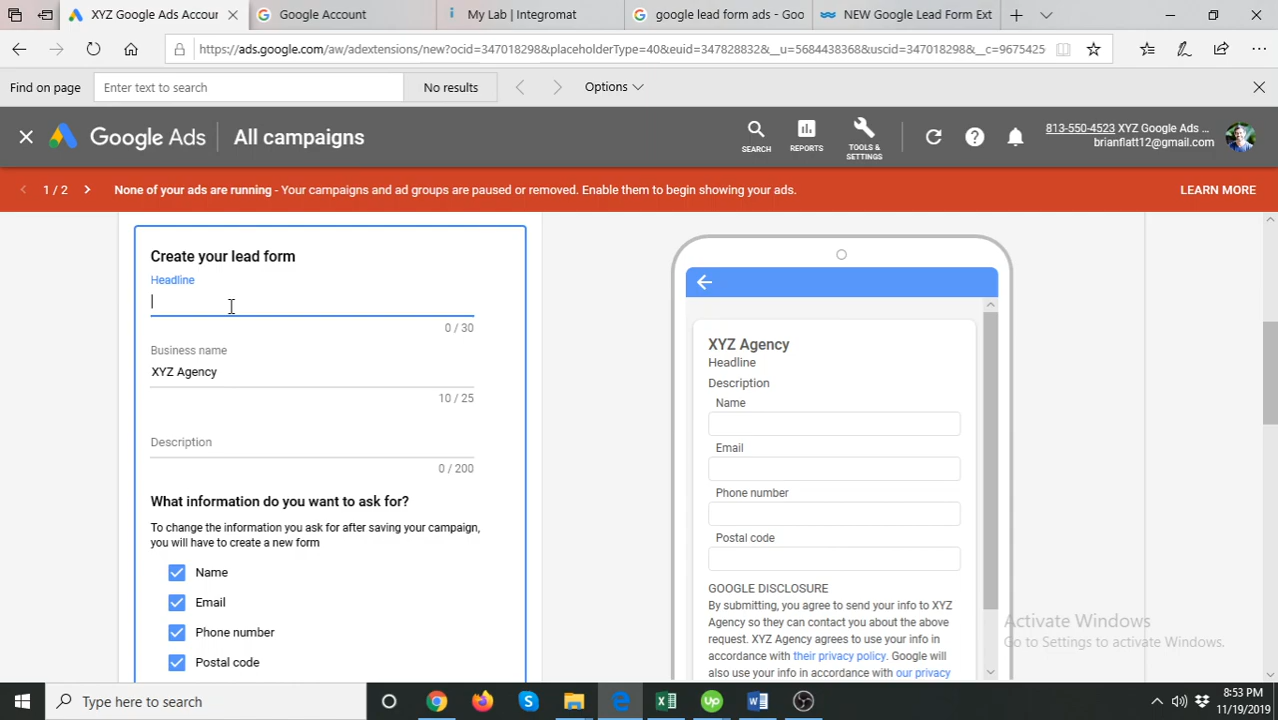 XYZ Google Ads Accour
Google Account
My Lab | Integromat
google lead form ads - Goo
NEW Google Lead Form Ext
https://ads.google.com/aw/adextensions/new?ocid=347018298&placeholderType=40&euid=347828832&__u=5684438368&uscid=347018298&__c=9675425
Find on page
Enter text to search
No results
Options
Google Ads
All campaigns
SEARCH
REPORTS
TOOLS & SETTINGS
813-550-4523 XYZ Google Ads ...
brianflatt12@gmail.com
1 / 2
None of your ads are running - Your campaigns and ad groups are paused or removed. Enable them to begin showing your ads.
LEARN MORE
Create your lead form
Headline
0 / 30
Business name
XYZ Agency
10 / 25
Description
0 / 200
What information do you want to ask for?
To change the information you ask for after saving your campaign,
you will have to create a new form
Name
Email
Phone number
Postal code
XYZ Agency
Headline
Description
Name
Email
Phone number
Postal code
GOOGLE DISCLOSURE
By submitting, you agree to send your info to XYZ
Agency so they can contact you about the above
request. XYZ Agency agrees to use your info in
accordance with their privacy policy. Google will
also use your info in accordance with our privacy
Activate Windows
Go to Settings to activate Windows.
Type here to search
8:53 PM
11/19/2019